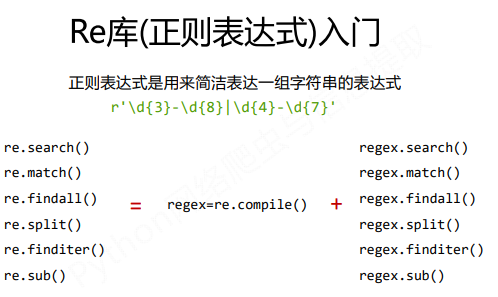 Re库(正则表达式)入门
正则表达式是用来简洁表达一组字符串的表达式
r'\d{3}-\d{8}|\d{4}-\d{7}'
re.search()
re.match()
re.findall()
re.split()
re.finditer()
re.sub()
=
regex=re.compile()
+
regex.search()
regex.match()
regex.findall()
regex.split()
regex.finditer()
regex.sub()